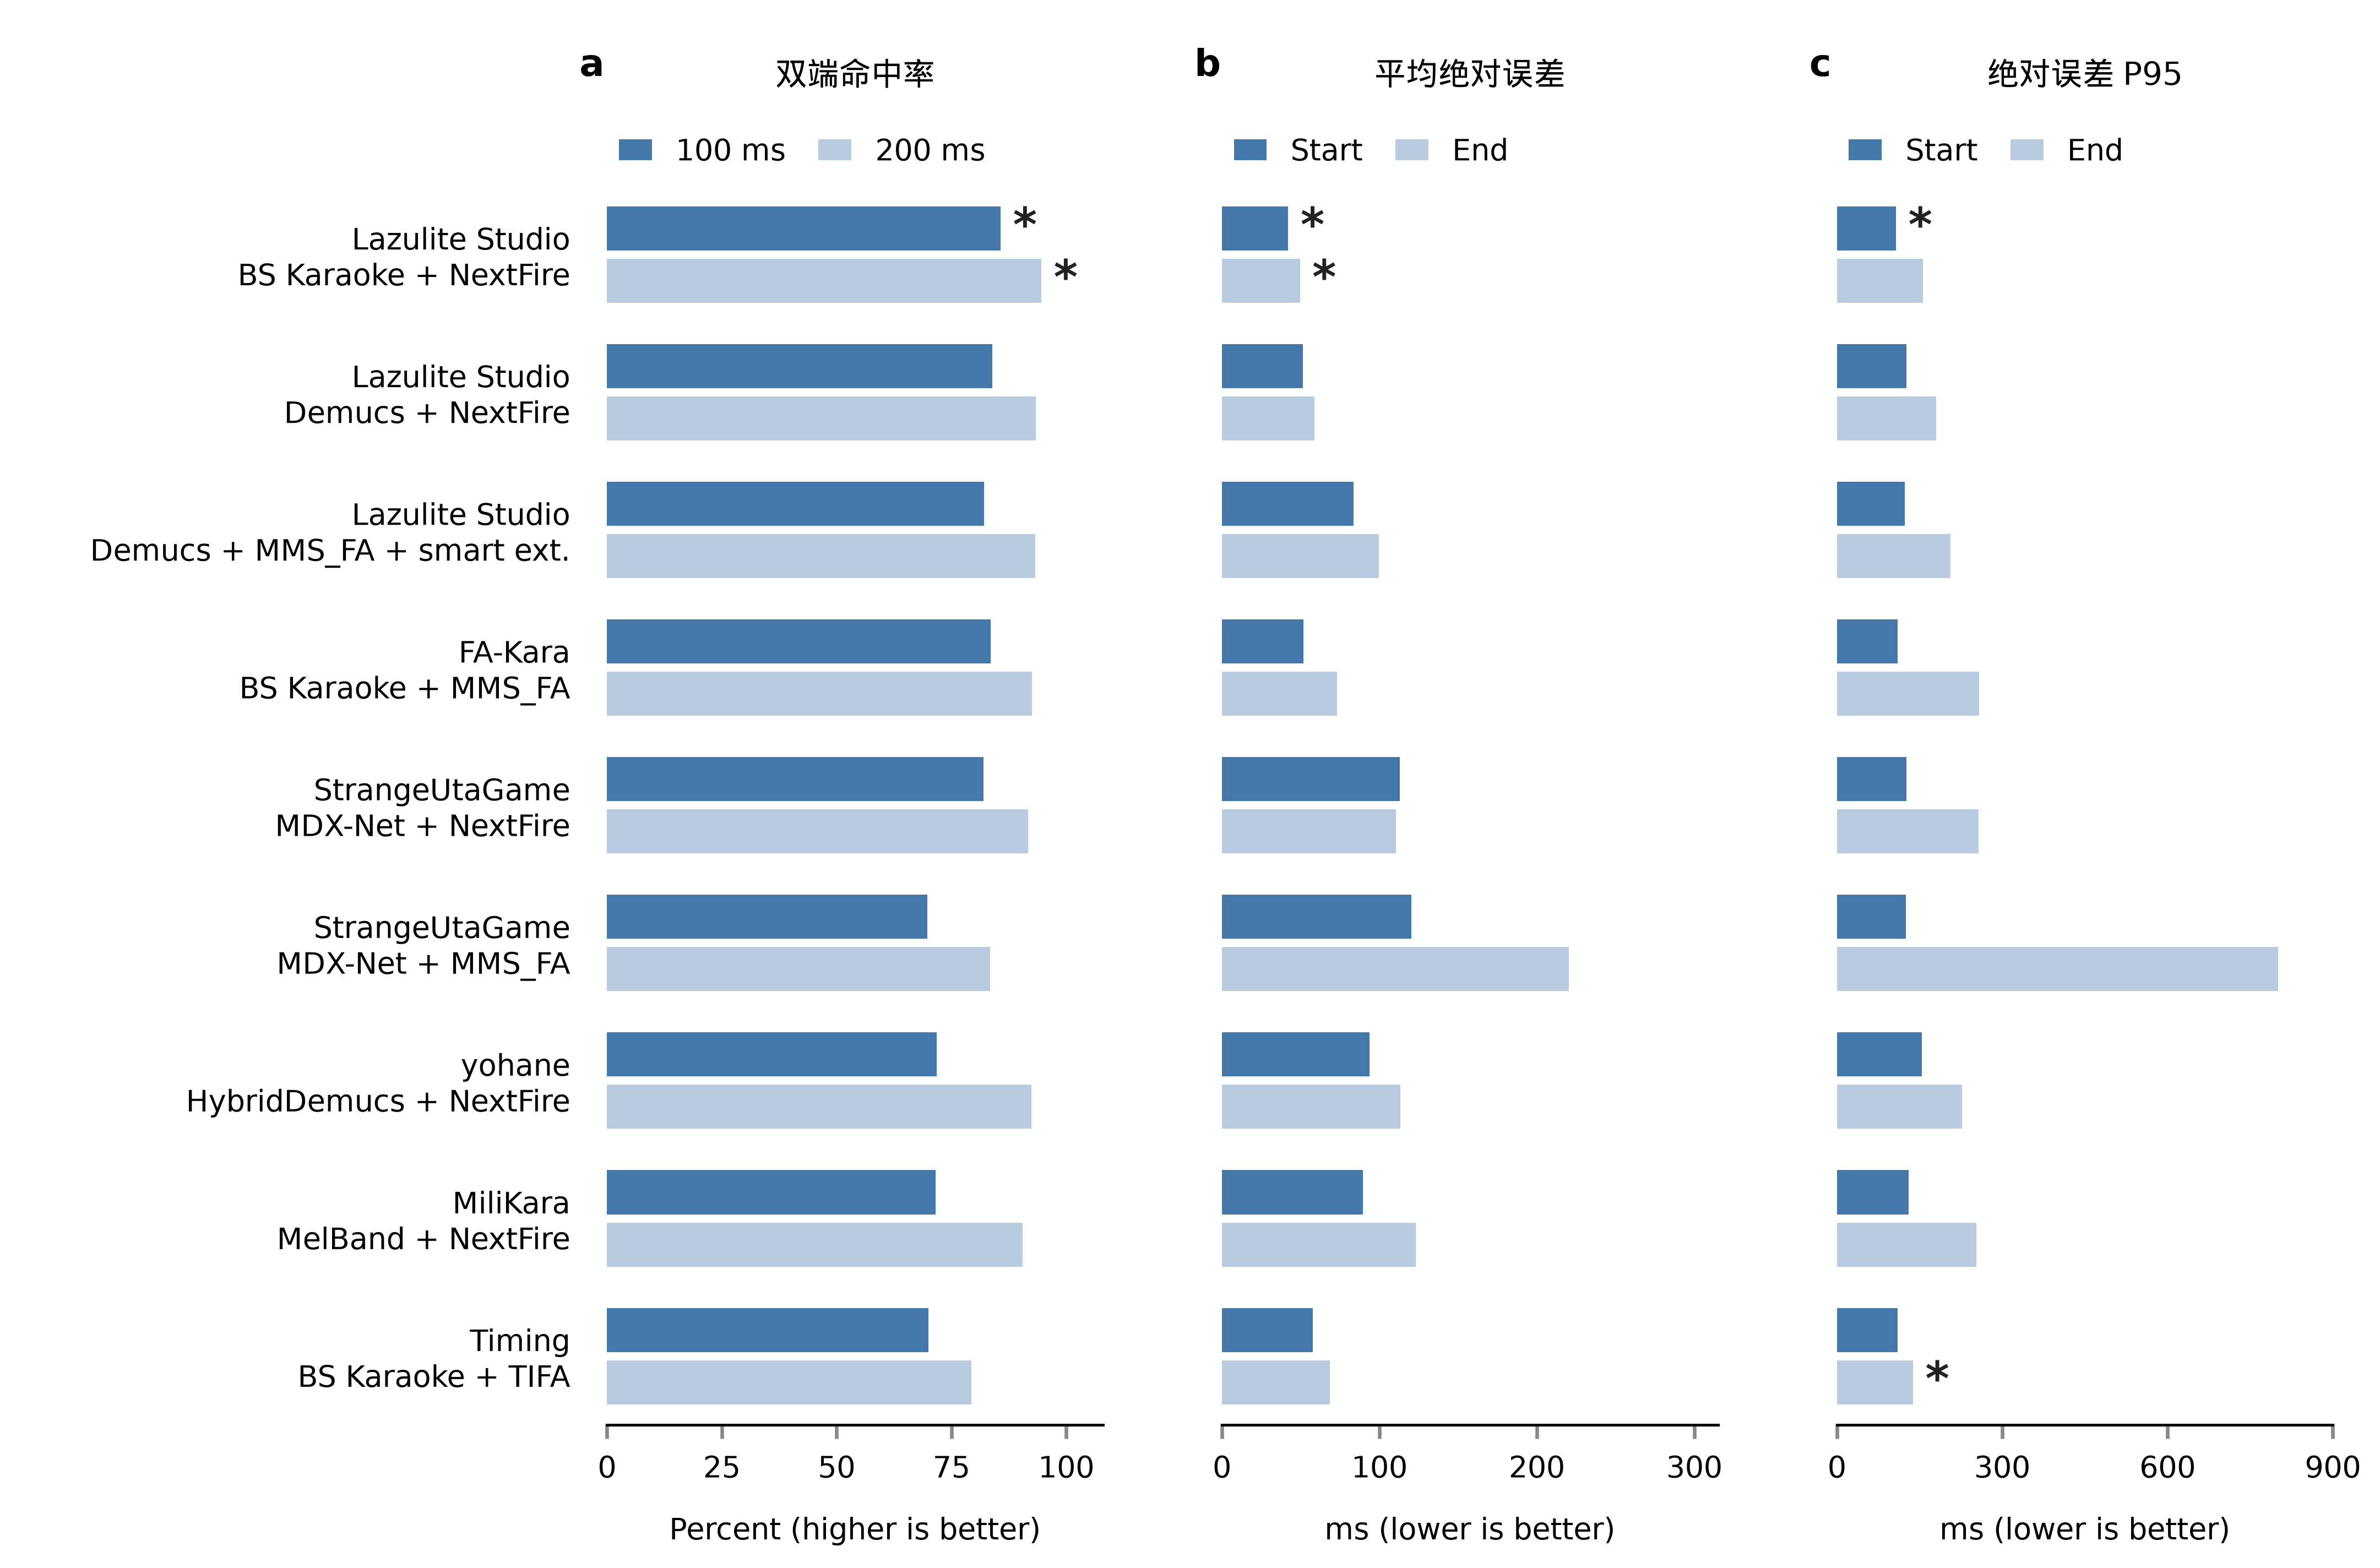 a 双端命中率
100 ms 200 ms
b 平均绝对误差
Start End
c 绝对误差 P95
Start End
Lazulite Studio
BS Karaoke + NextFire
*
*
*
*
*
Lazulite Studio
Demucs + NextFire
Lazulite Studio
Demucs + MMS_FA + smart ext.
FA-Kara
BS Karaoke + MMS_FA
StrangeUtaGame
MDX-Net + NextFire
StrangeUtaGame
MDX-Net + MMS_FA
yohane
HybridDemucs + NextFire
MiliKara
MelBand + NextFire
Timing
BS Karaoke + TIFA
*
0 25 50 75 100
Percent (higher is better)
0 100 200 300
ms (lower is better)
0 300 600 900
ms (lower is better)